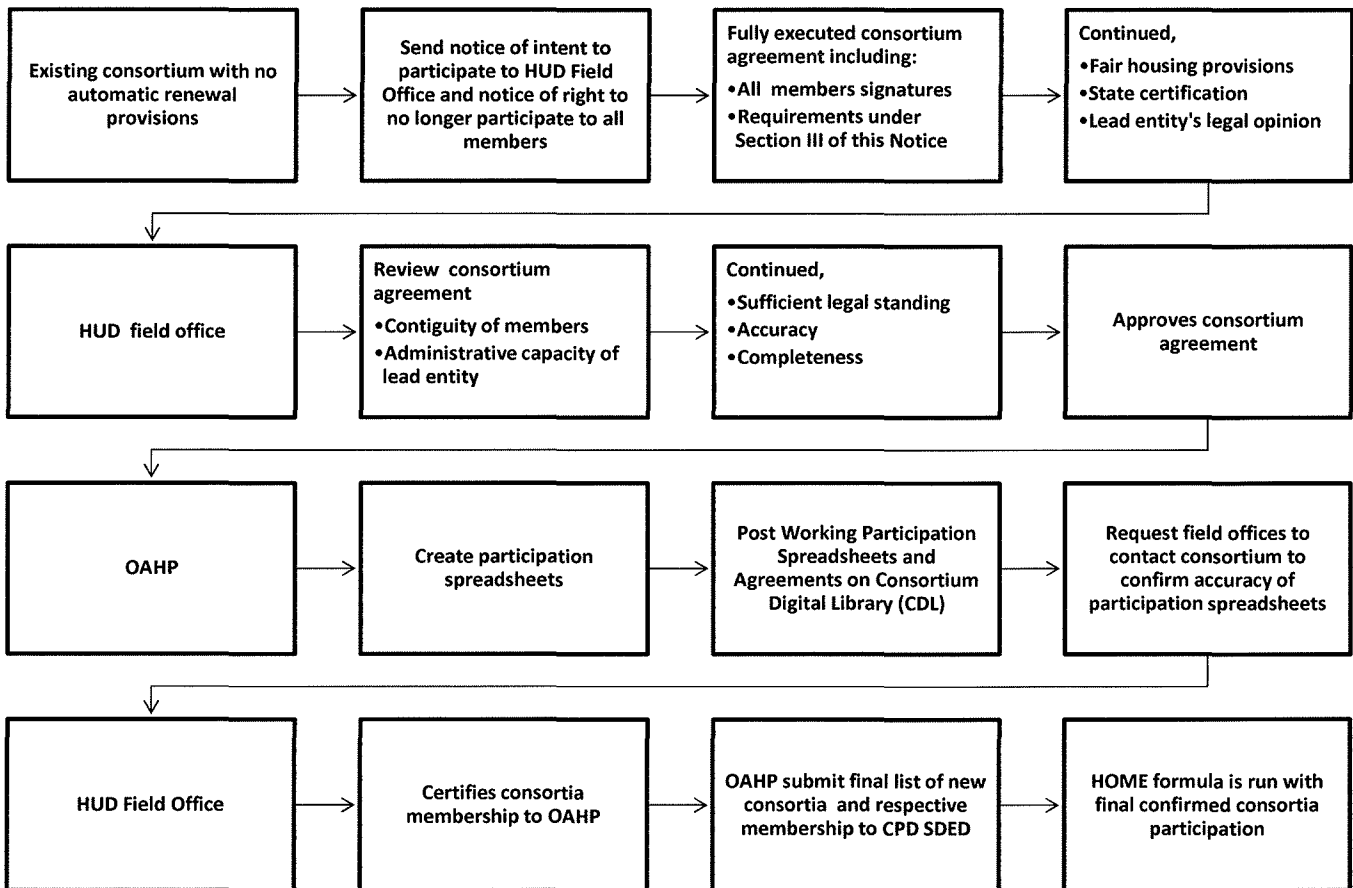 Existing consortium with no
automatic renewal
provisions
Send notice of intent to
participate to HUD Field
Office and notice of right to
no longer participate to all
members
Fully executed consortium
agreement including:
•All members signatures
•Requirements under
Section III of this Notice
Continued,
•Fair housing provisions
•State certification
•Lead entity's legal opinion
HUD field office
Review consortium
agreement
•Contiguity of members
•Administrative capacity of
lead entity
Continued,
•Sufficient legal standing
•Accuracy
•Completeness
Approves consortium
agreement
OAHP
Create participation
spreadsheets
Post Working Participation
Spreadsheets and
Agreements on Consortium
Digital Library (CDL)
Request field offices to
contact consortium to
confirm accuracy of
participation spreadsheets
HUD Field Office
Certifies consortia
membership to OAHP
OAHP submit final list of new
consortia and respective
membership to CPD SDED
HOME formula is run with
final confirmed consortia
participation